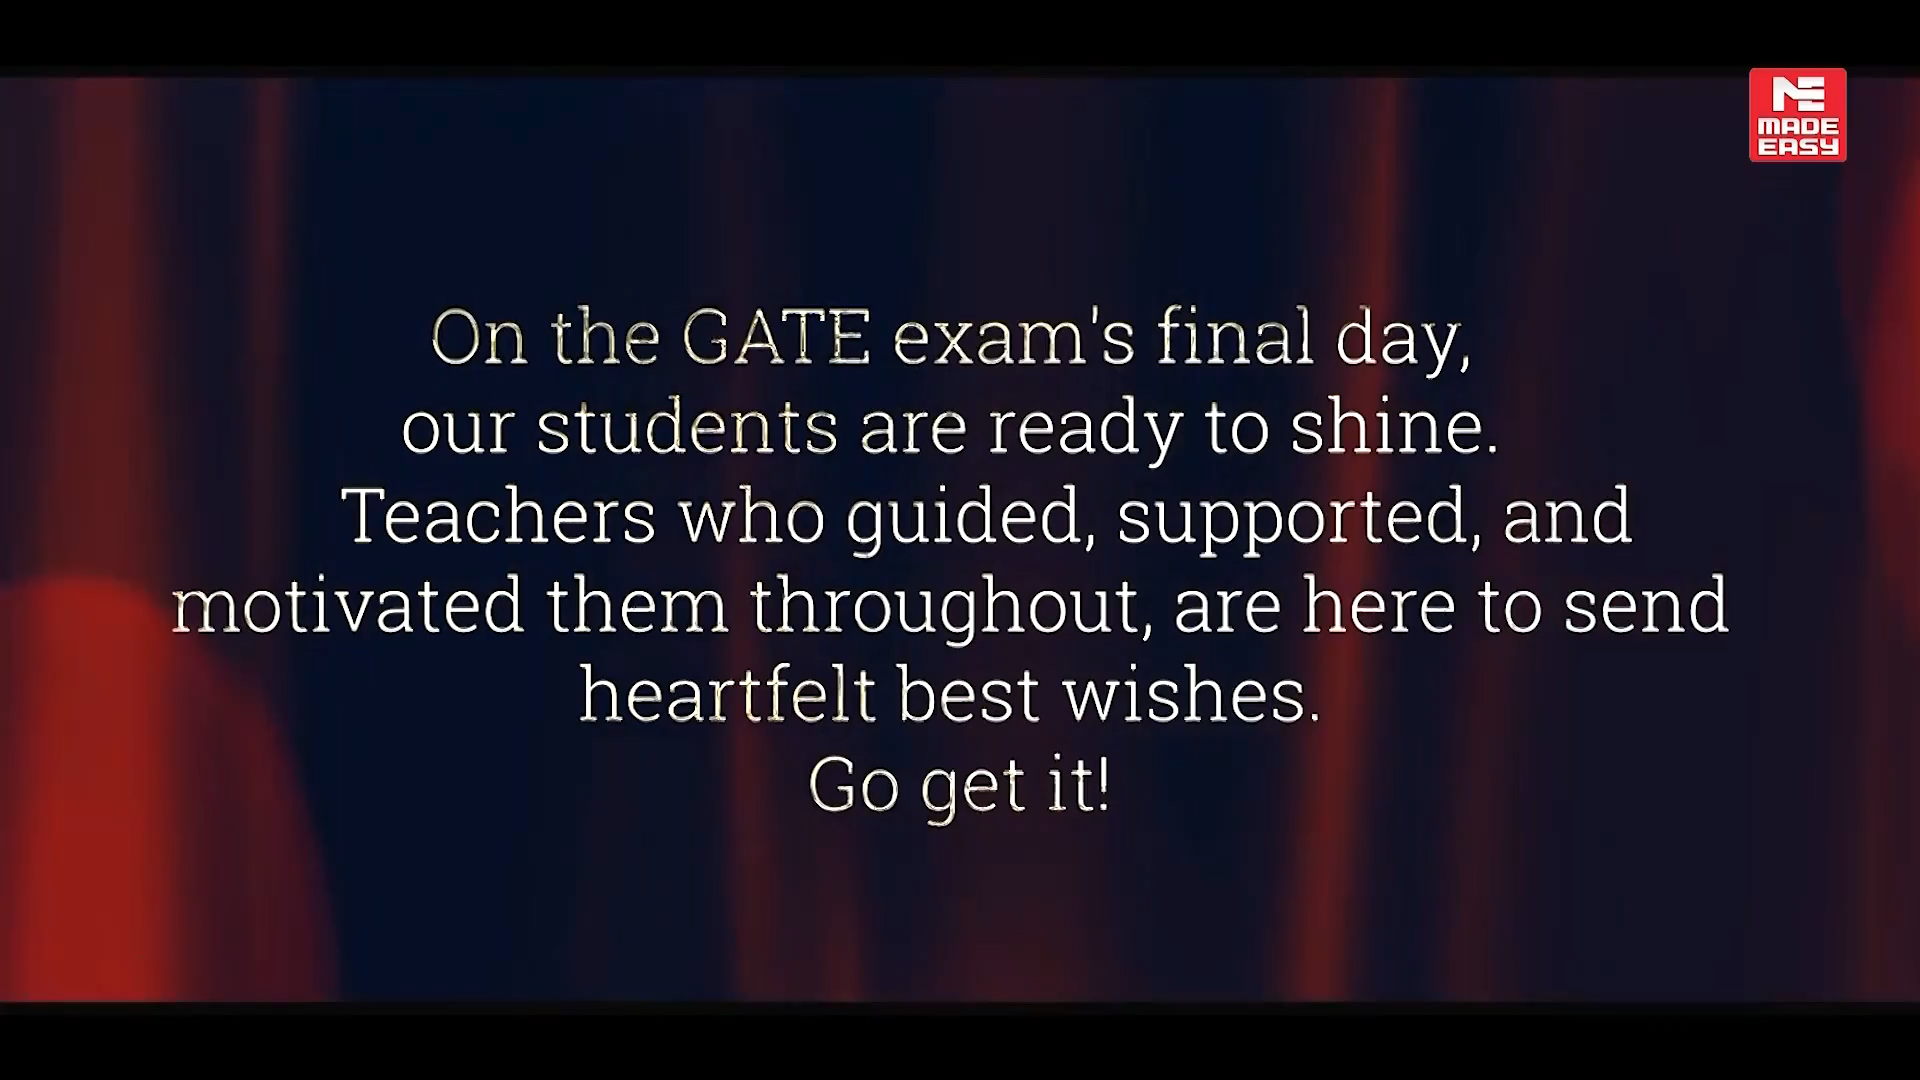 ME
MADE
EASY
On the GATE exam's final day,
our students are ready to shine.
Teachers who guided, supported, and
motivated them throughout, are here to send
heartfelt best wishes.
Go get it!